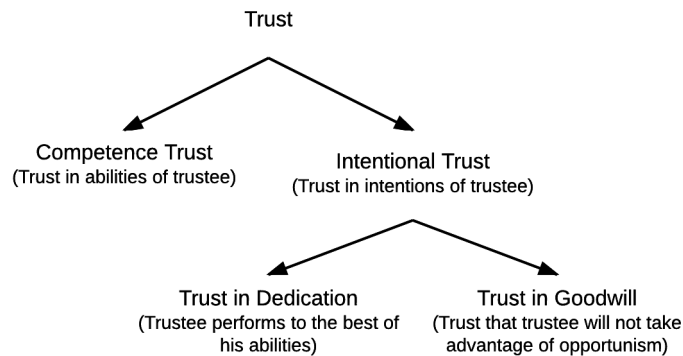 Trust
Competence Trust
(Trust in abilities of trustee)
Intentional Trust
(Trust in intentions of trustee)
Trust in Dedication
(Trustee performs to the best of
his abilities)
Trust in Goodwill
(Trust that trustee will not take
advantage of opportunism)